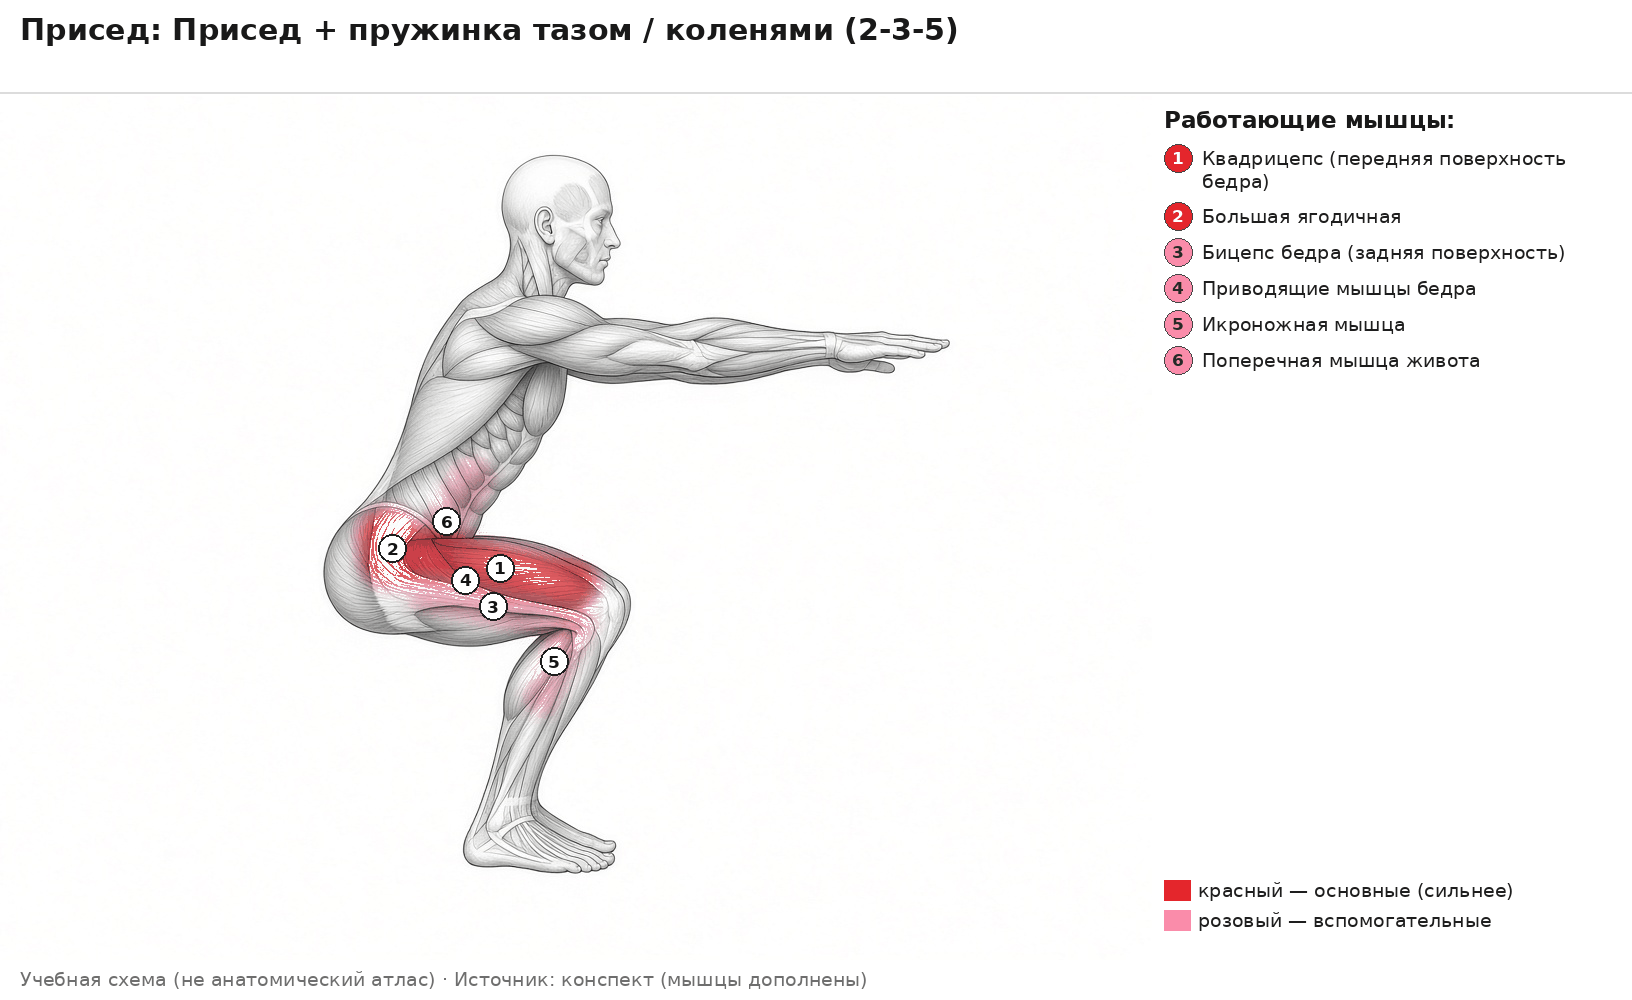 Присед: Присед + пружинка тазом / коленями (2-3-5)
Работающие мышцы:
1 Квадрицепс (передняя поверхность
бедра)
2 Большая ягодичная
3 Бицепс бедра (задняя поверхность)
4 Приводящие мышцы бедра
5 Икроножная мышца
6 Поперечная мышца живота
6
2
1
4
3
5
красный — основные (сильнее)
розовый — вспомогательные
Учебная схема (не анатомический атлас) · Источник: конспект (мышцы дополнены)